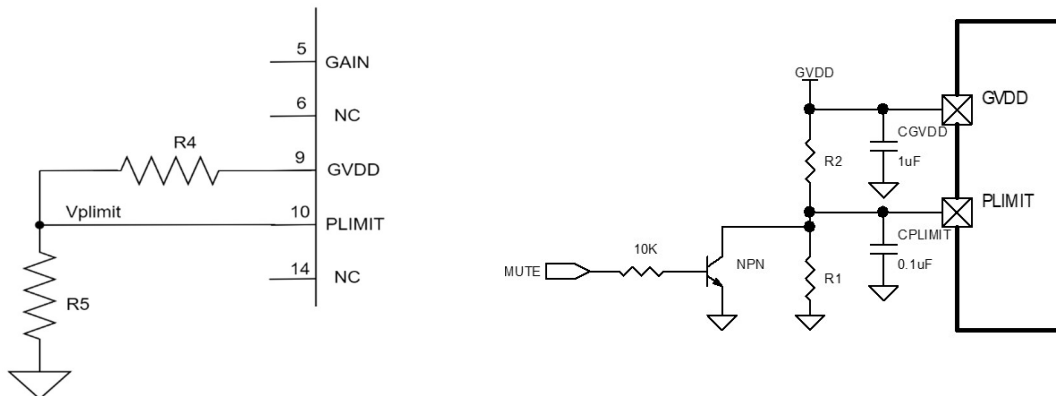 5
GAIN
6
NC
R4
9
GVDD
Vplimit
10
PLIMIT
14
NC
R5
GVDD
GVDD
CGVDD
1uF
R2
PLIMIT
CPLIMIT
0.1uF
10K
MUTE
NPN
R1